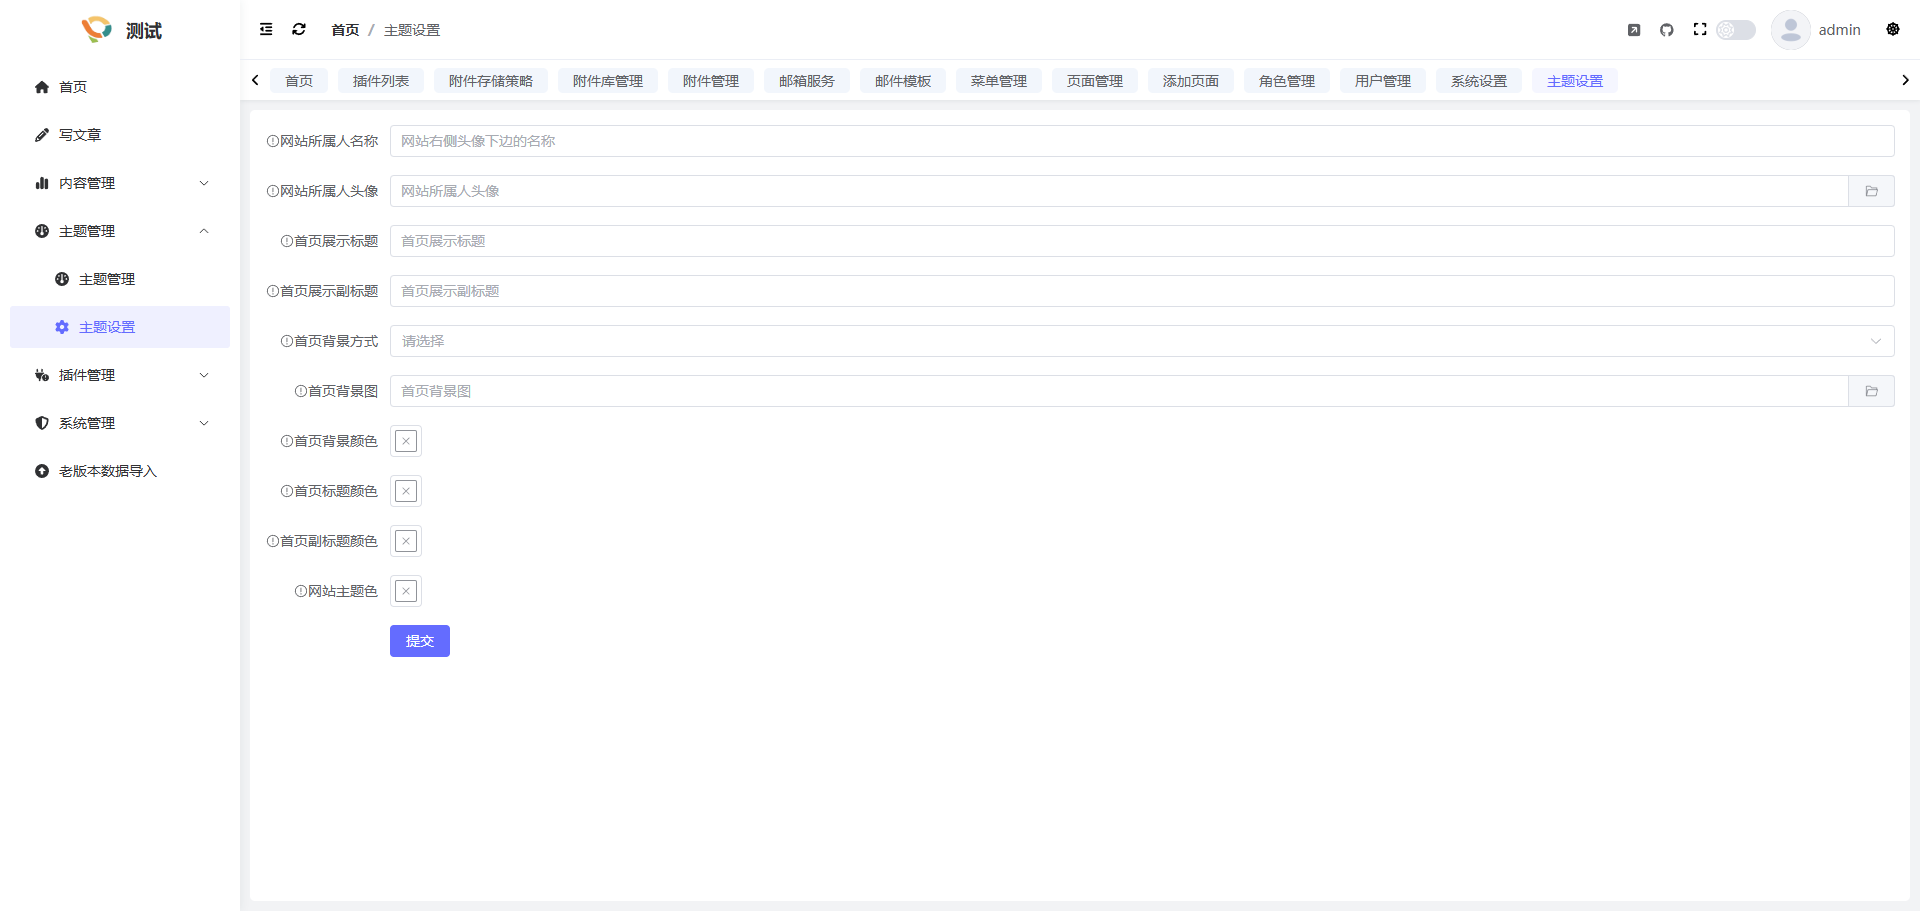 测试
首页 / 主题设置
admin
首页
写文章
内容管理
主题管理
主题管理
主题设置
插件管理
系统管理
老版本数据导入
首页 插件列表 附件存储策略 附件库管理 附件管理 邮箱服务 邮件模板 菜单管理 页面管理 添加页面 角色管理 用户管理 系统设置 主题设置
网站所属人名称 网站右侧头像下边的名称
网站所属人头像 网站所属人头像
首页展示标题 首页展示标题
首页展示副标题 首页展示副标题
首页背景方式 请选择
首页背景图 首页背景图
首页背景颜色
首页标题颜色
首页副标题颜色
网站主题色
提交